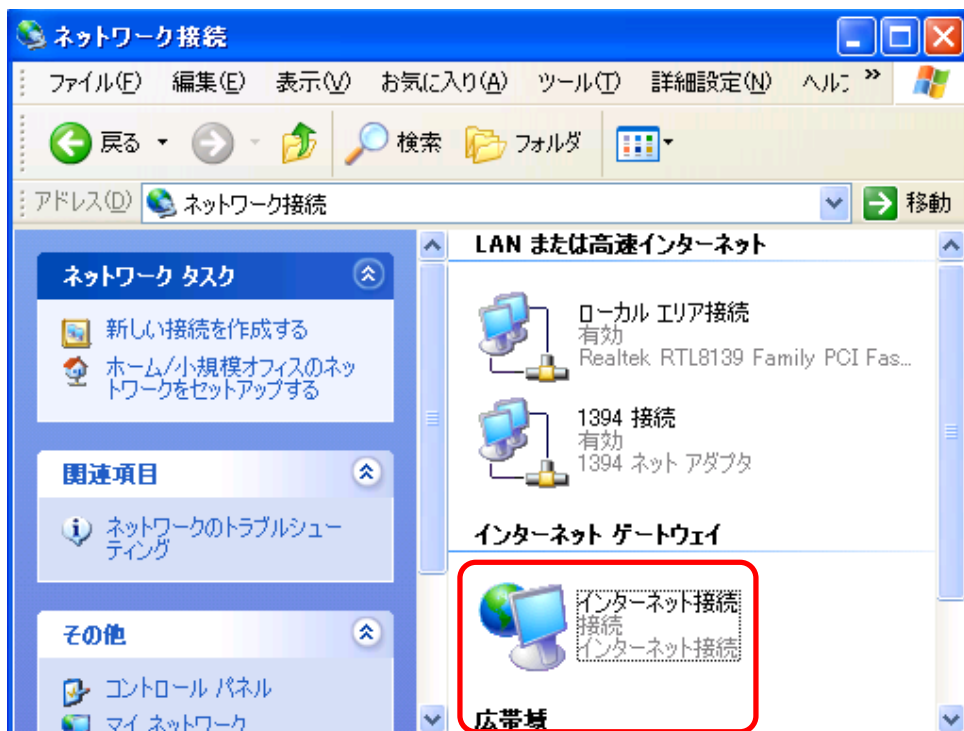 ネットワーク接続
ファイル(F) 編集(E) 表示(V) お気に入り(A) ツール(T) 詳細設定(N) ヘルプ »
戻る 検索 フォルダ
アドレス(D) ネットワーク接続 移動
ネットワーク タスク
新しい接続を作成する
ホーム/小規模オフィスのネッ
トワークをセットアップする
関連項目
ネットワークのトラブルシュー
ティング
その他
コントロール パネル
マイ ネットワーク
LAN または高速インターネット
ローカル エリア接続
有効
Realtek RTL8139 Family PCI Fas...
1394 接続
有効
1394 ネット アダプタ
インターネット ゲートウェイ
インターネット接続
接続
インターネット接続
広帯域